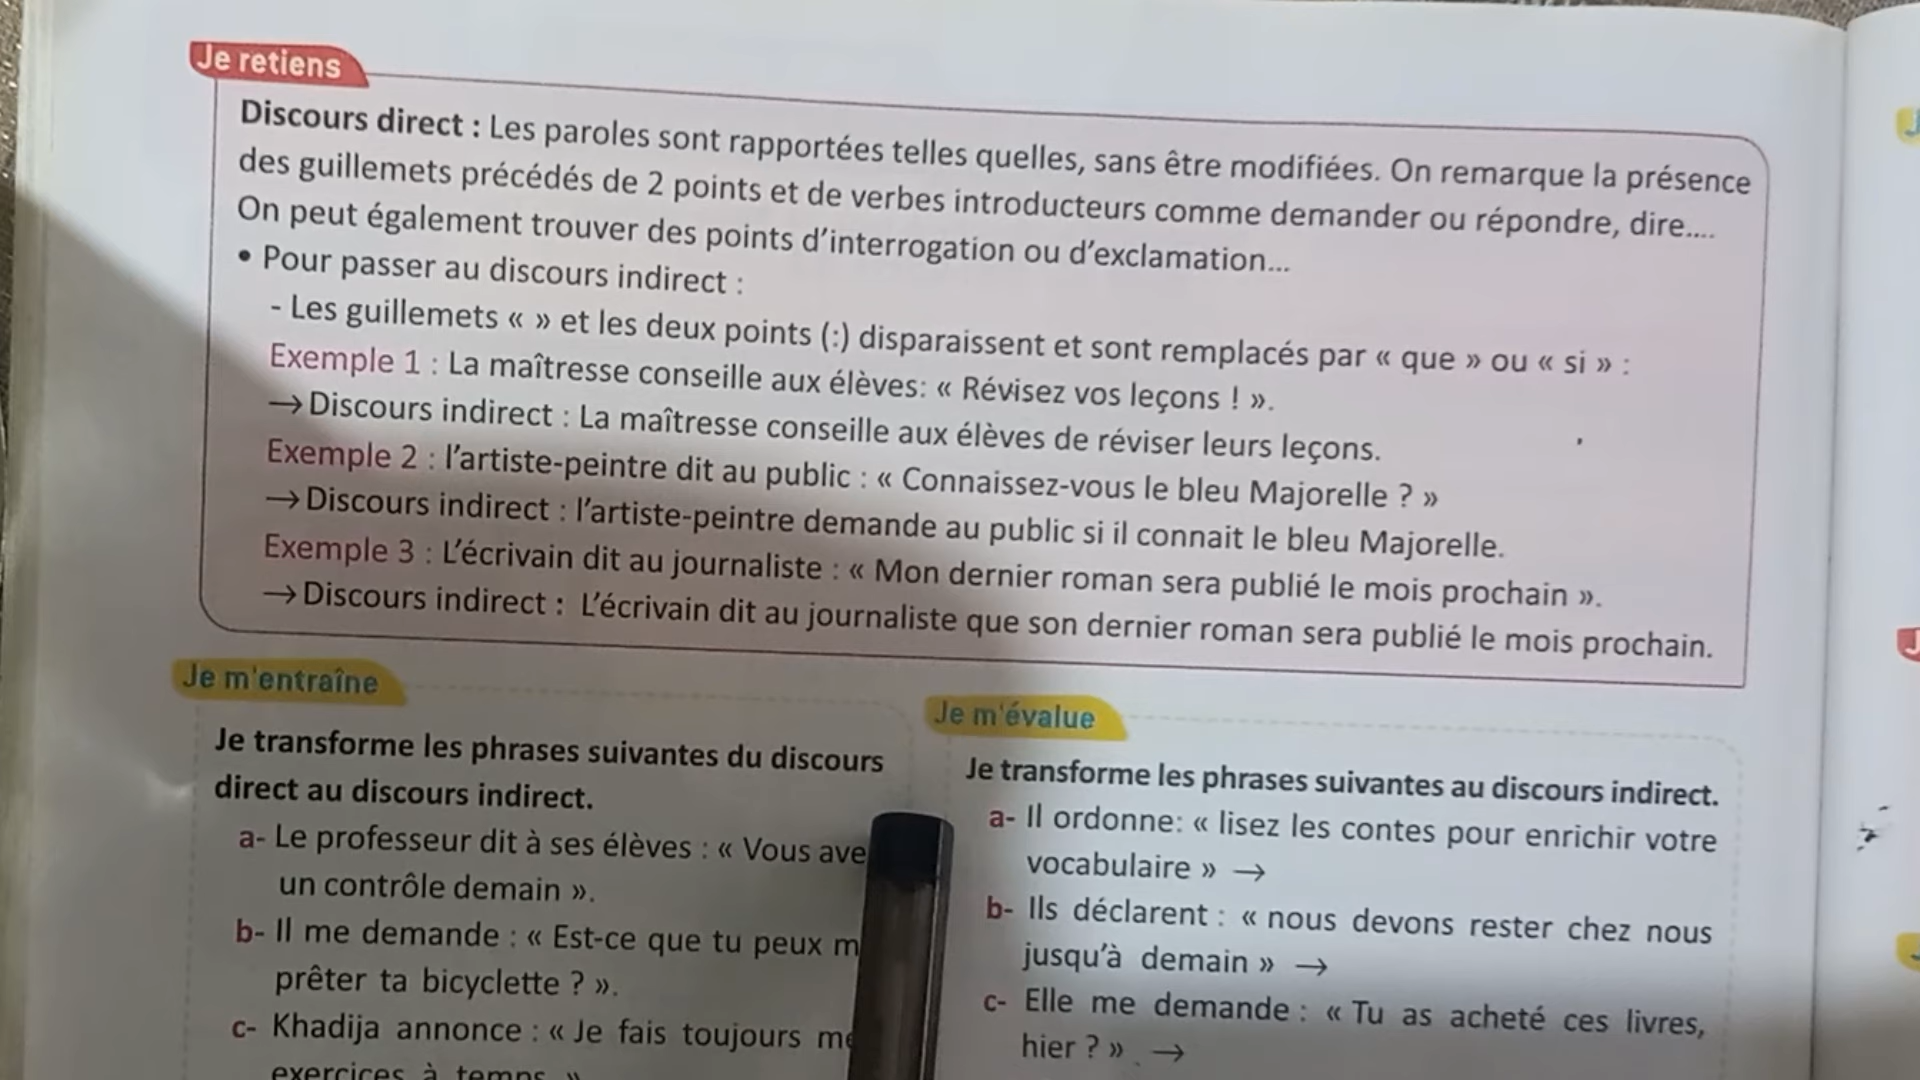 Je retiens
Discours direct : Les paroles sont rapportées telles quelles, sans être modifiées. On remarque la présence
des guillemets précédés de 2 points et de verbes introducteurs comme demander ou répondre, dire....
On peut également trouver des points d'interrogation ou d'exclamation...
• Pour passer au discours indirect :
- Les guillemets « » et les deux points (:) disparaissent et sont remplacés par « que » ou « si » :
Exemple 1 : La maîtresse conseille aux élèves: « Révisez vos leçons ! ».
→ Discours indirect : La maîtresse conseille aux élèves de réviser leurs leçons.
Exemple 2 : l'artiste-peintre dit au public : « Connaissez-vous le bleu Majorelle ? »
→ Discours indirect : l'artiste-peintre demande au public si il connait le bleu Majorelle.
Exemple 3 : L'écrivain dit au journaliste : « Mon dernier roman sera publié le mois prochain ».
→ Discours indirect : L'écrivain dit au journaliste que son dernier roman sera publié le mois prochain.
Je m'entraîne
Je transforme les phrases suivantes du discours
direct au discours indirect.
a- Le professeur dit à ses élèves : « Vous
un contrôle demain ».
b- Il me demande : « Est-ce que tu peux
prêter ta bicyclette ? ».
c- Khadija annonce : « Je fais toujours
exercices à temps »
Je m'évalue
Je transforme les phrases suivantes au discours indirect.
a- Il ordonne: « lisez les contes pour enrichir votre
vocabulaire » →
b- Ils déclarent : « nous devons rester chez nous
jusqu'à demain » →
c- Elle me demande : « Tu as acheté ces livres,
hier ? » →